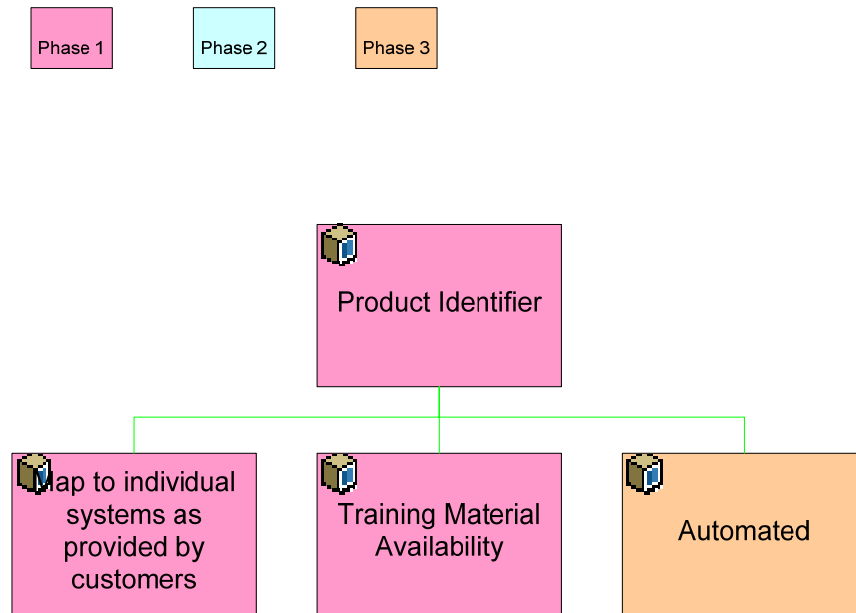 Phase 1
Phase 2
Phase 3
Product Identifier
Map to individual
systems as
provided by
customers
Training Material
Availability
Automated